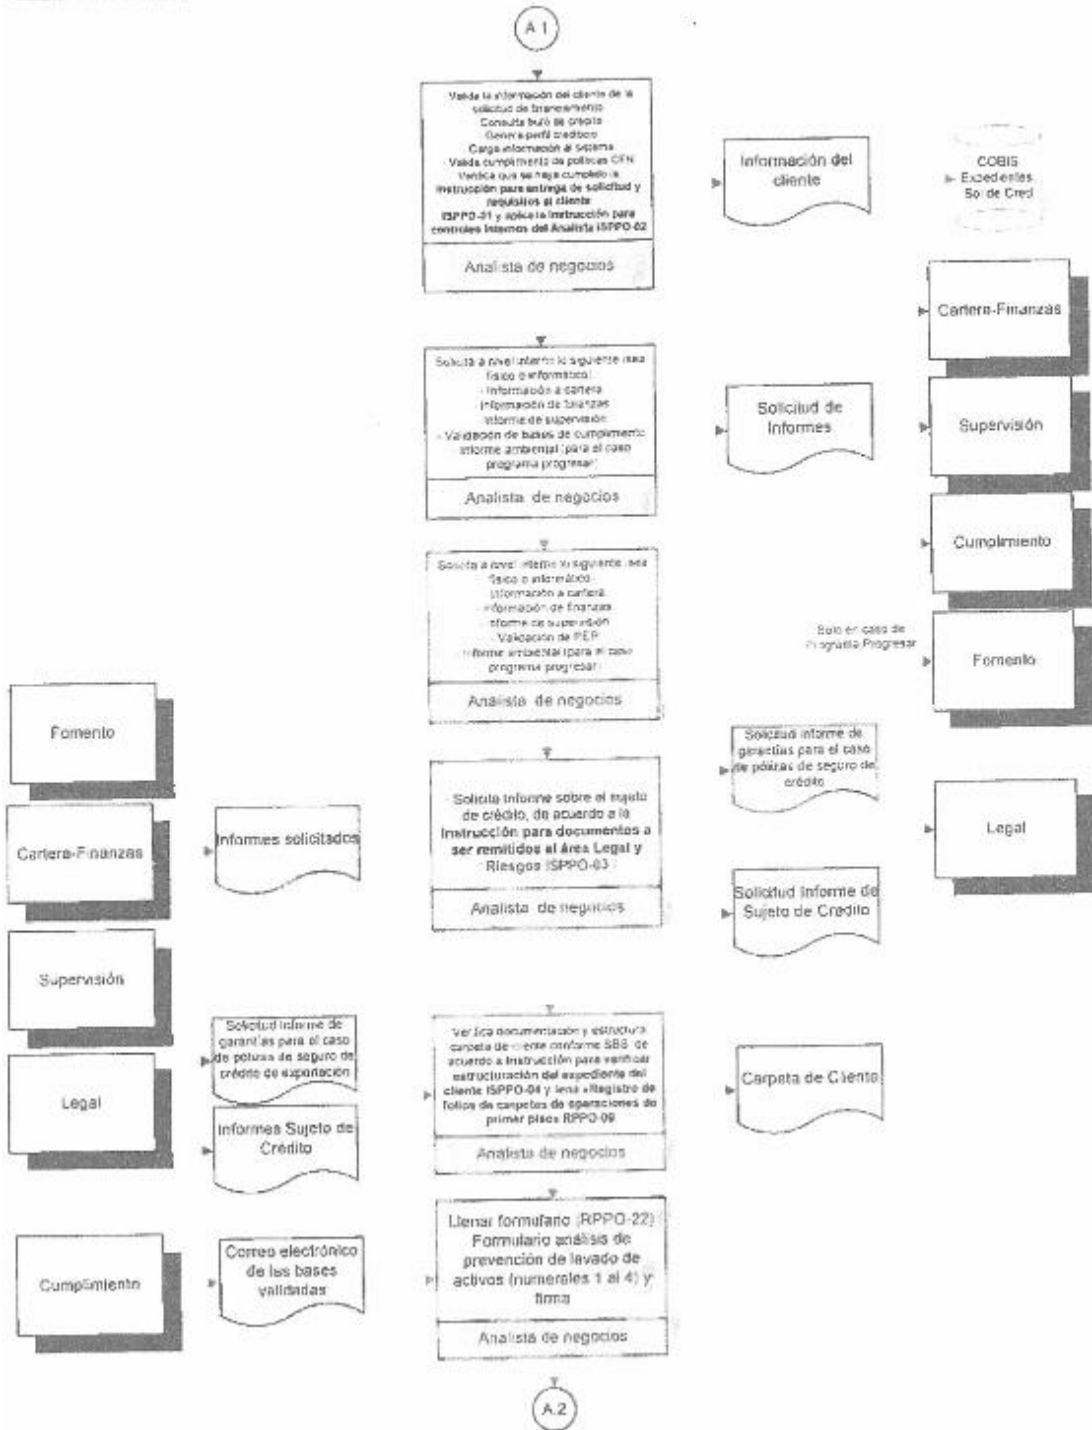 A.1
Valida la información del cliente de la
solicitud de financiamiento
Consulta buró de crédito
Genera perfil crediticio
Carga información al sistema
Valida cumplimiento de políticas CFN
Verifica que se haya cumplido la
Instrucción para entrega de solicitud y
requisitos al cliente
ISPPO-01 y aplica la Instrucción para
controles internos del Analista ISPPO-02
Analista de negocios
Información del
cliente
COBIS
Expedientes
Sol de Cred
Cartera-Finanzas
Solicita a nivel interno lo siguiente (sea
físico o informático)
- Información a cartera
- Información de finanzas
Informe de supervisión
- Validación de bases de cumplimiento
Informe ambiental (para el caso
programa progresar)
Analista de negocios
Solicitud de
Informes
Supervisión
Cumplimiento
Solicita a nivel interno lo siguiente (sea
físico o informático)
- Información a cartera
- Información de finanzas
Informe de supervisión
- Validación de PEP
- Informe ambiental (para el caso
programa progresar)
Analista de negocios
Solo en caso de
Programa Progresar
Fomento
Fomento
- Solicita Informe sobre el sujeto
de crédito, de acuerdo a la
Instrucción para documentos a
ser remitidos al área Legal y
Riesgos ISPPO-03
Analista de negocios
Solicitud informe de
garantías para el caso
de pólizas de seguro de
crédito
Legal
Cartera-Finanzas
Informes solicitados
Solicitud Informe de
Sujeto de Crédito
Supervisión
Solicitud Informe de
garantías para el caso
de pólizas de seguro de
crédito de exportación
Legal
Informes Sujeto de
Crédito
Verifica documentación y estructura
carpeta de cliente conforme SBS, de
acuerdo a Instrucción para verificar
estructuración del expediente del
cliente ISPPO-04 y llena «Registro de
folios de carpetas de operaciones de
primer piso» RPPO-09
Analista de negocios
Carpeta de Cliente
Cumplimiento
Correo electrónico
de las bases
validadas
Llenar formulario (RPPO-22)
Formulario análisis de
prevención de lavado de
activos (numerales 1 al 4) y
firma
Analista de negocios
A.2